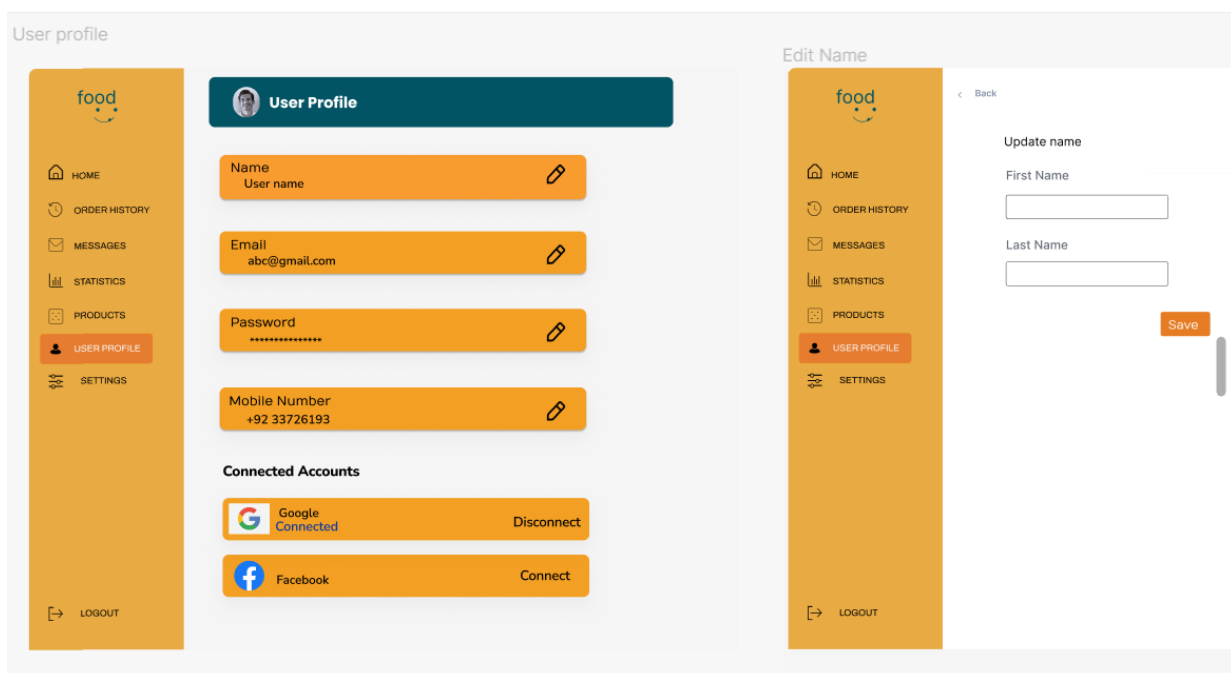 User profile
food
HOME
ORDER HISTORY
MESSAGES
STATISTICS
PRODUCTS
USER PROFILE
SETTINGS
LOGOUT
User Profile
Name
User name
Email
abc@gmail.com
Password
***************
Mobile Number
+92 33726193
Connected Accounts
Google
Connected
Disconnect
Facebook
Connect
Edit Name
food
HOME
ORDER HISTORY
MESSAGES
STATISTICS
PRODUCTS
USER PROFILE
SETTINGS
LOGOUT
Back
Update name
First Name
Last Name
Save